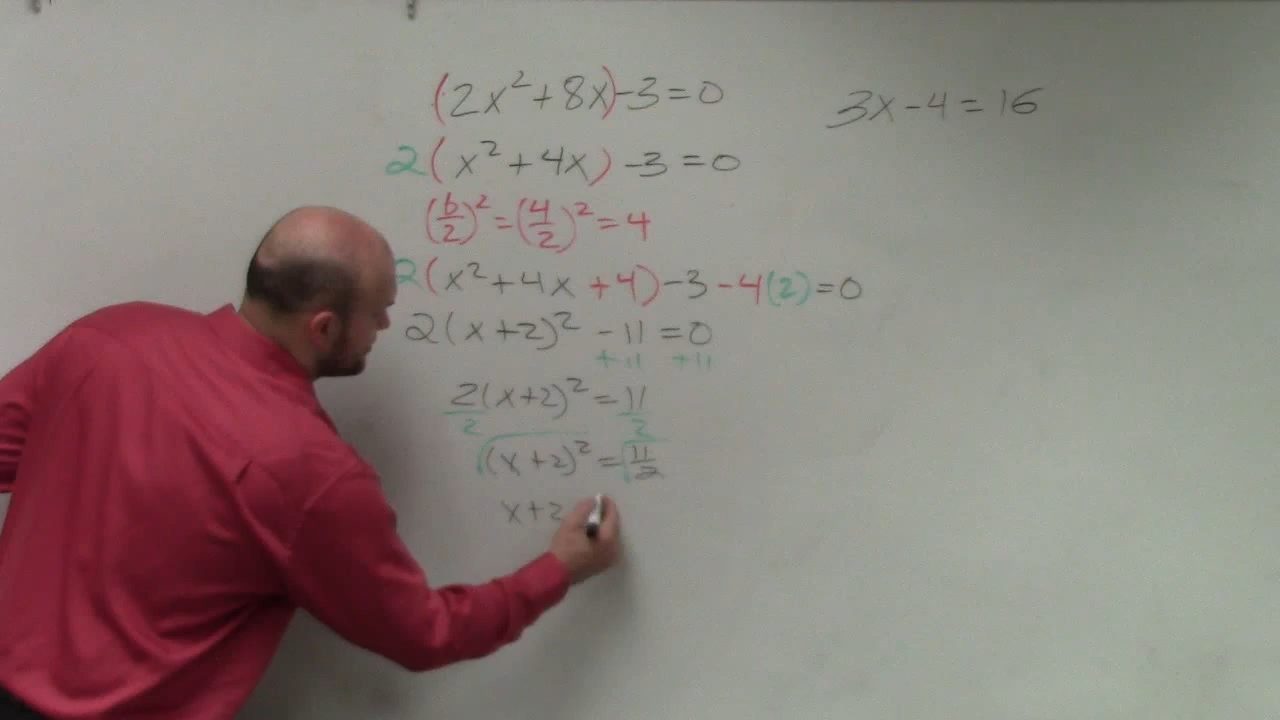 (2x²+8x)-3=0
3x-4=16
2(x²+4x)-3=0
(b/2)²=(4/2)²=4
2(x²+4x+4)-3-4(2)=0
2(x+2)²-11=0
+11 +11
2(x+2)²=11
2 2
√(x+2)²=√11/2
x+2